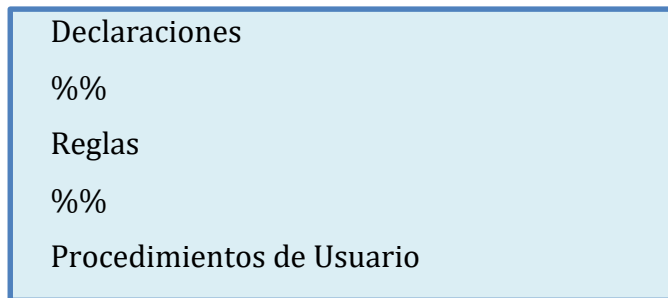 Declaraciones
%%
Reglas
%%
Procedimientos de Usuario